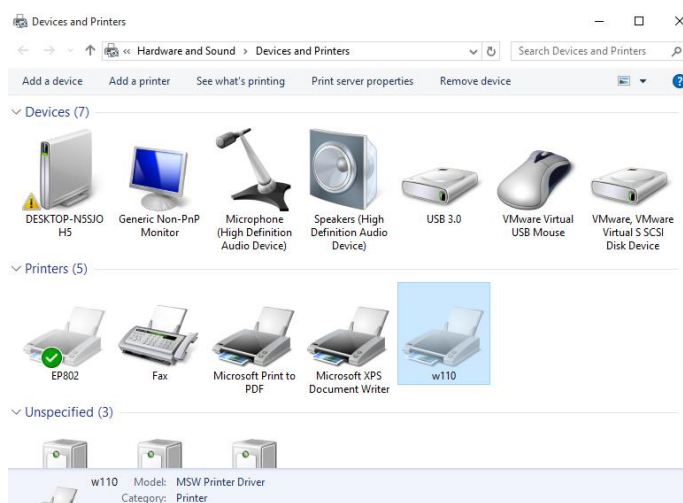 Devices and Printers
« Hardware and Sound > Devices and Printers
Search Devices and Printers
Add a device Add a printer See what's printing Print server properties Remove device
Devices (7)
DESKTOP-N5SJO
H5
Generic Non-PnP
Monitor
Microphone
(High Definition
Audio Device)
Speakers (High
Definition Audio
Device)
USB 3.0
VMware Virtual
USB Mouse
VMware, VMware
Virtual S SCSI
Disk Device
Printers (5)
EP802
Fax
Microsoft Print to
PDF
Microsoft XPS
Document Writer
w110
Unspecified (3)
w110 Model: MSW Printer Driver
Category: Printer